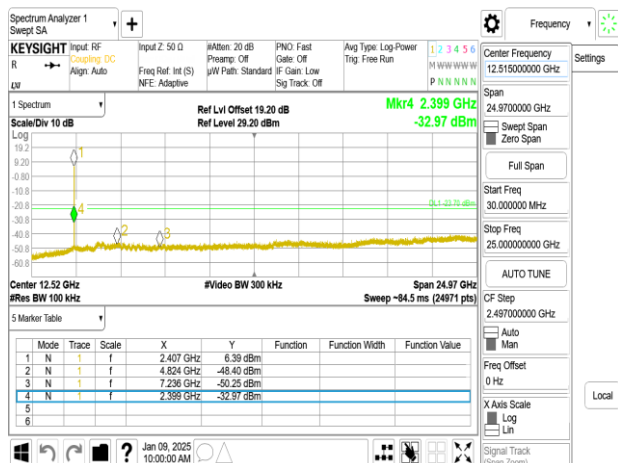 Spectrum Analyzer 1
Swept SA
Frequency
KEYSIGHT Input: RF Input Z: 50 Ω #Atten: 20 dB PNO: Fast Avg Type: Log-Power 1 2 3 4 5 6
R Coupling: DC Preamp: Off Gate: Off Trig: Free Run M W W W W W
Align: Auto Freq Ref: Int (S) µW Path: Standard IF Gain: Low
NFE: Adaptive Sig Track: Off P N N N N N
LXI
1 Spectrum Ref Lvl Offset 19.20 dB Mkr4 2.399 GHz
Scale/Div 10 dB Ref Level 29.20 dBm -32.97 dBm
Log
19.2
9.20
-0.80
-10.8
-20.8
-30.8
-40.8
-50.8
-60.8
1
4
2
3
DL1 -23.70 dBm
Center 12.52 GHz #Video BW 300 kHz Span 24.97 GHz
#Res BW 100 kHz Sweep ~84.5 ms (24971 pts)
5 Marker Table
Mode Trace Scale X Y Function Function Width Function Value
1 N 1 f 2.407 GHz 6.39 dBm
2 N 1 f 4.824 GHz -48.40 dBm
3 N 1 f 7.236 GHz -50.25 dBm
4 N 1 f 2.399 GHz -32.97 dBm
5
6
? Jan 09, 2025
10:00:00 AM
Center Frequency
12.515000000 GHz
Settings
Span
24.9700000 GHz
Swept Span
Zero Span
Full Span
Start Freq
30.000000 MHz
Stop Freq
25.000000000 GHz
AUTO TUNE
CF Step
2.497000000 GHz
Auto
Man
Freq Offset
0 Hz
X Axis Scale
Log
Lin
Local
Signal Track
(Span Zoom)